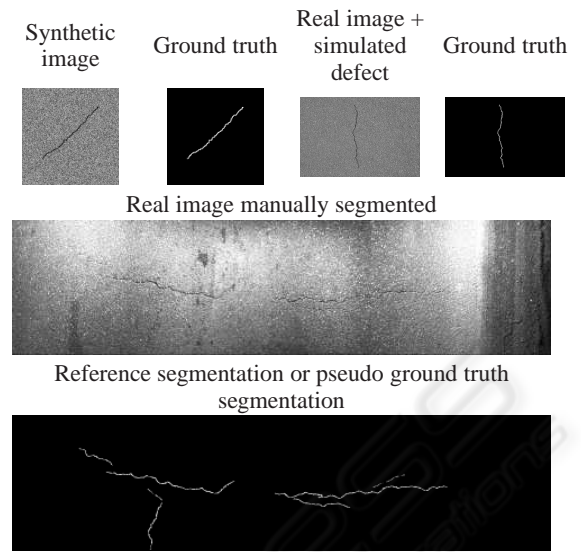 Synthetic image
Ground truth
Real image + simulated defect
Ground truth
Real image manually segmented
Reference segmentation or pseudo ground truth
segmentation